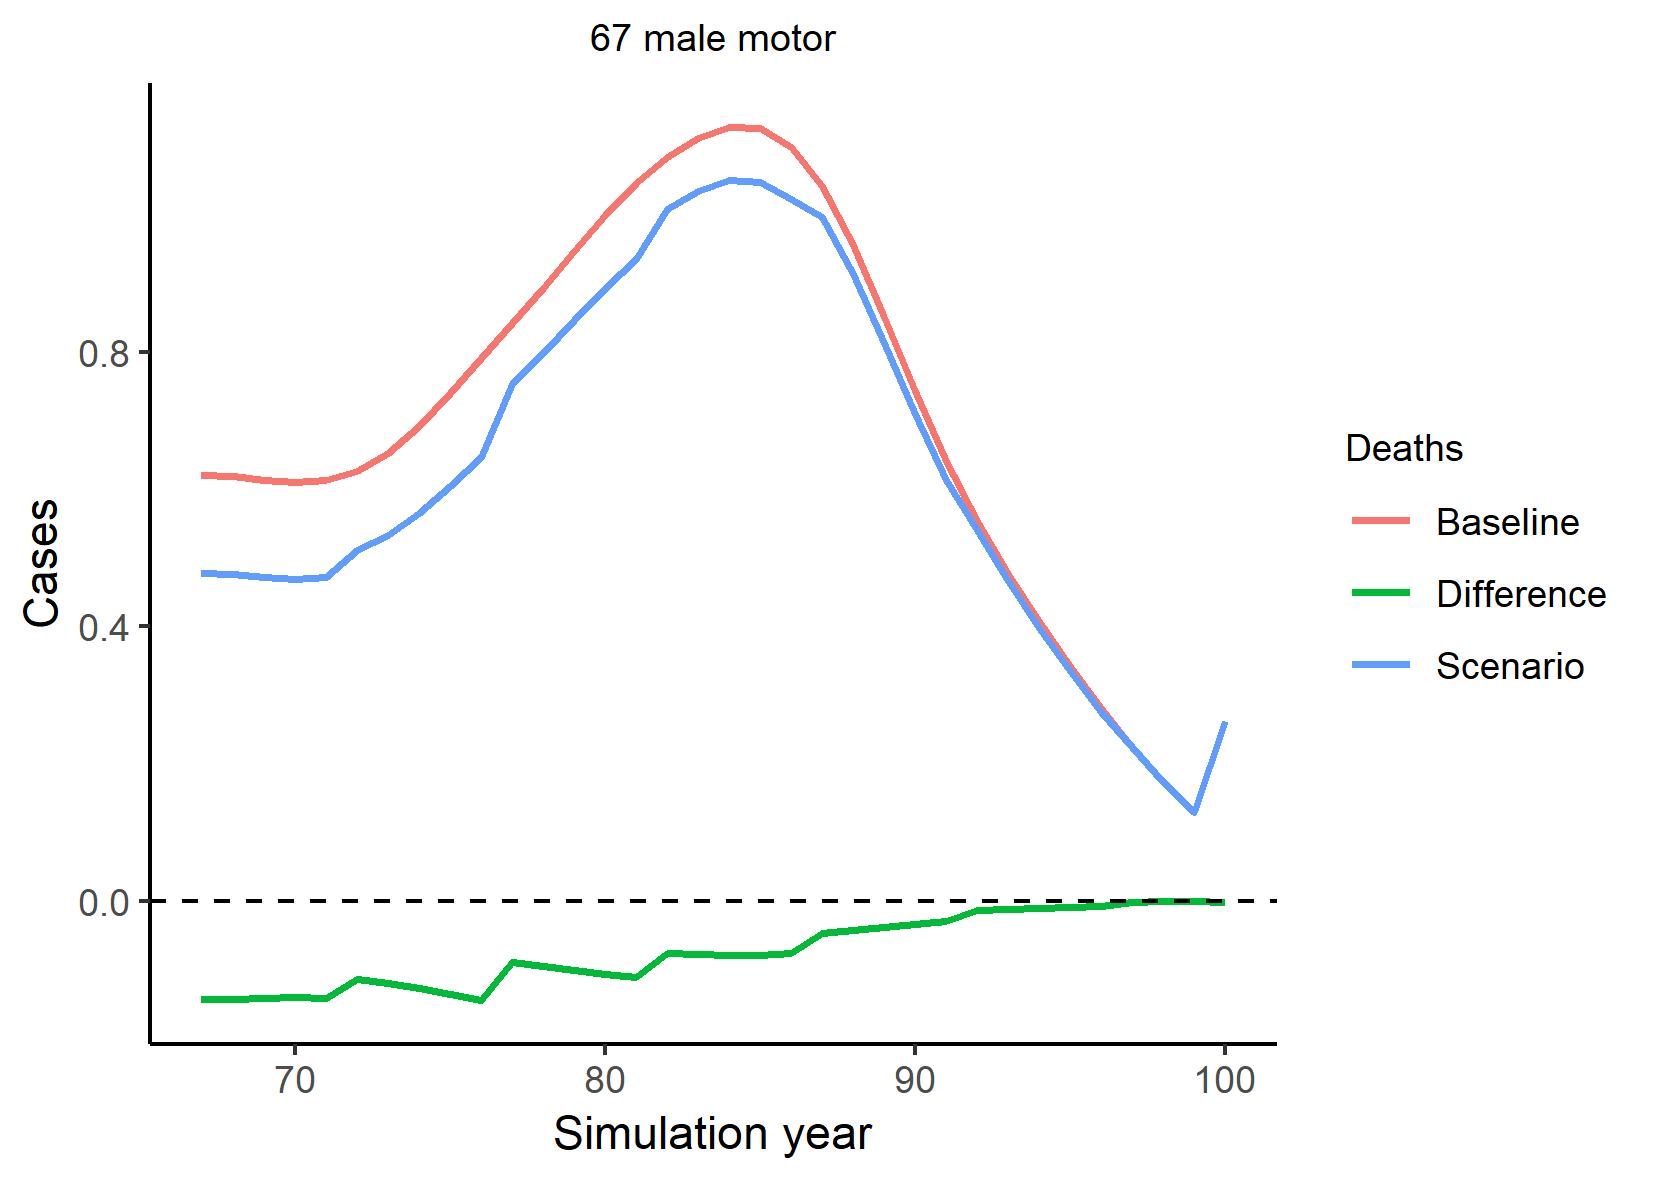 67 male motor
Cases
0.8
0.4
0.0
70 80 90 100
Simulation year
Deaths
Baseline
Difference
Scenario